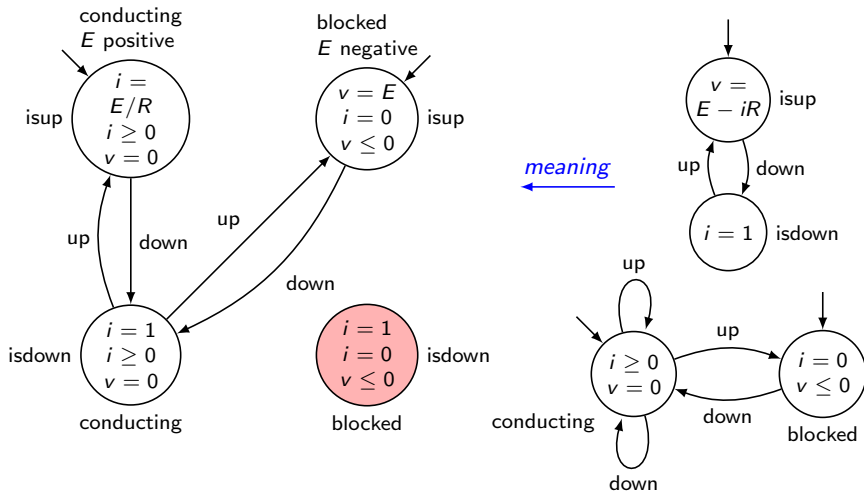 conducting
E positive
blocked
E negative
i =
E/R
i ≥ 0
v = 0
isup
v = E
i = 0
v ≤ 0
isup
v =
E − iR
isup
meaning
up
down
up
down
up
down
i = 1
isdown
i = 1
i ≥ 0
v = 0
isdown
conducting
i = 1
i = 0
v ≤ 0
isdown
blocked
up
i ≥ 0
v = 0
conducting
up
down
down
i = 0
v ≤ 0
blocked